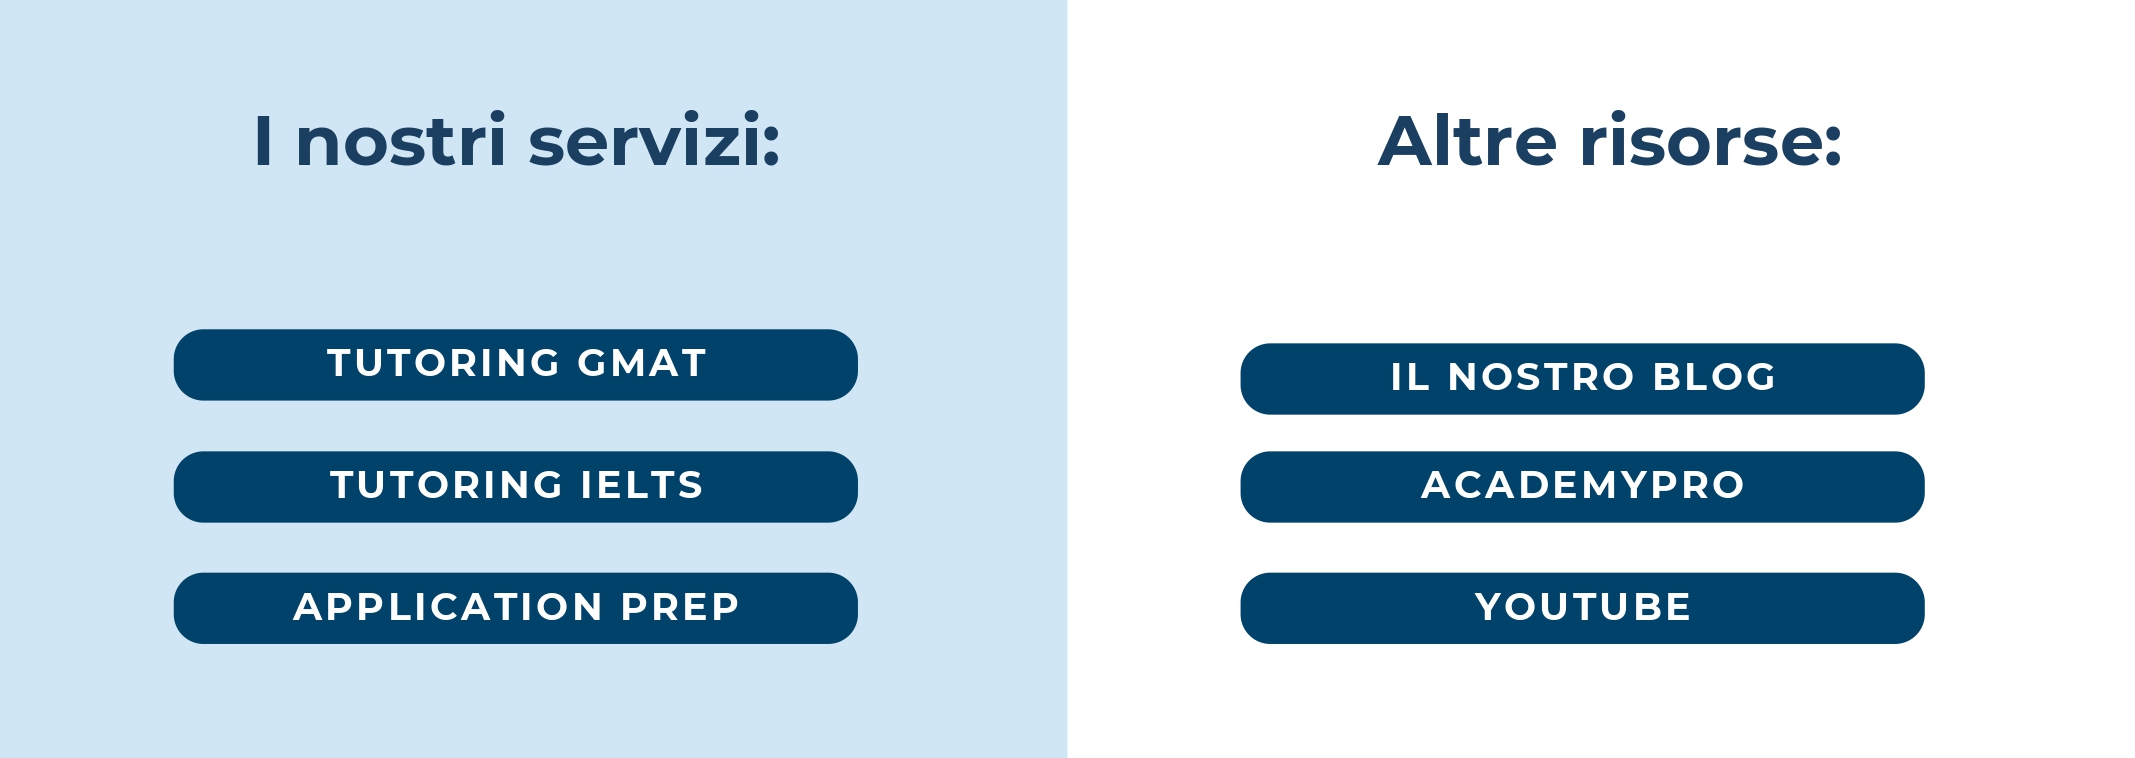 I nostri servizi:
TUTORING GMAT
TUTORING IELTS
APPLICATION PREP
Altre risorse:
IL NOSTRO BLOG
ACADEMYPRO
YOUTUBE